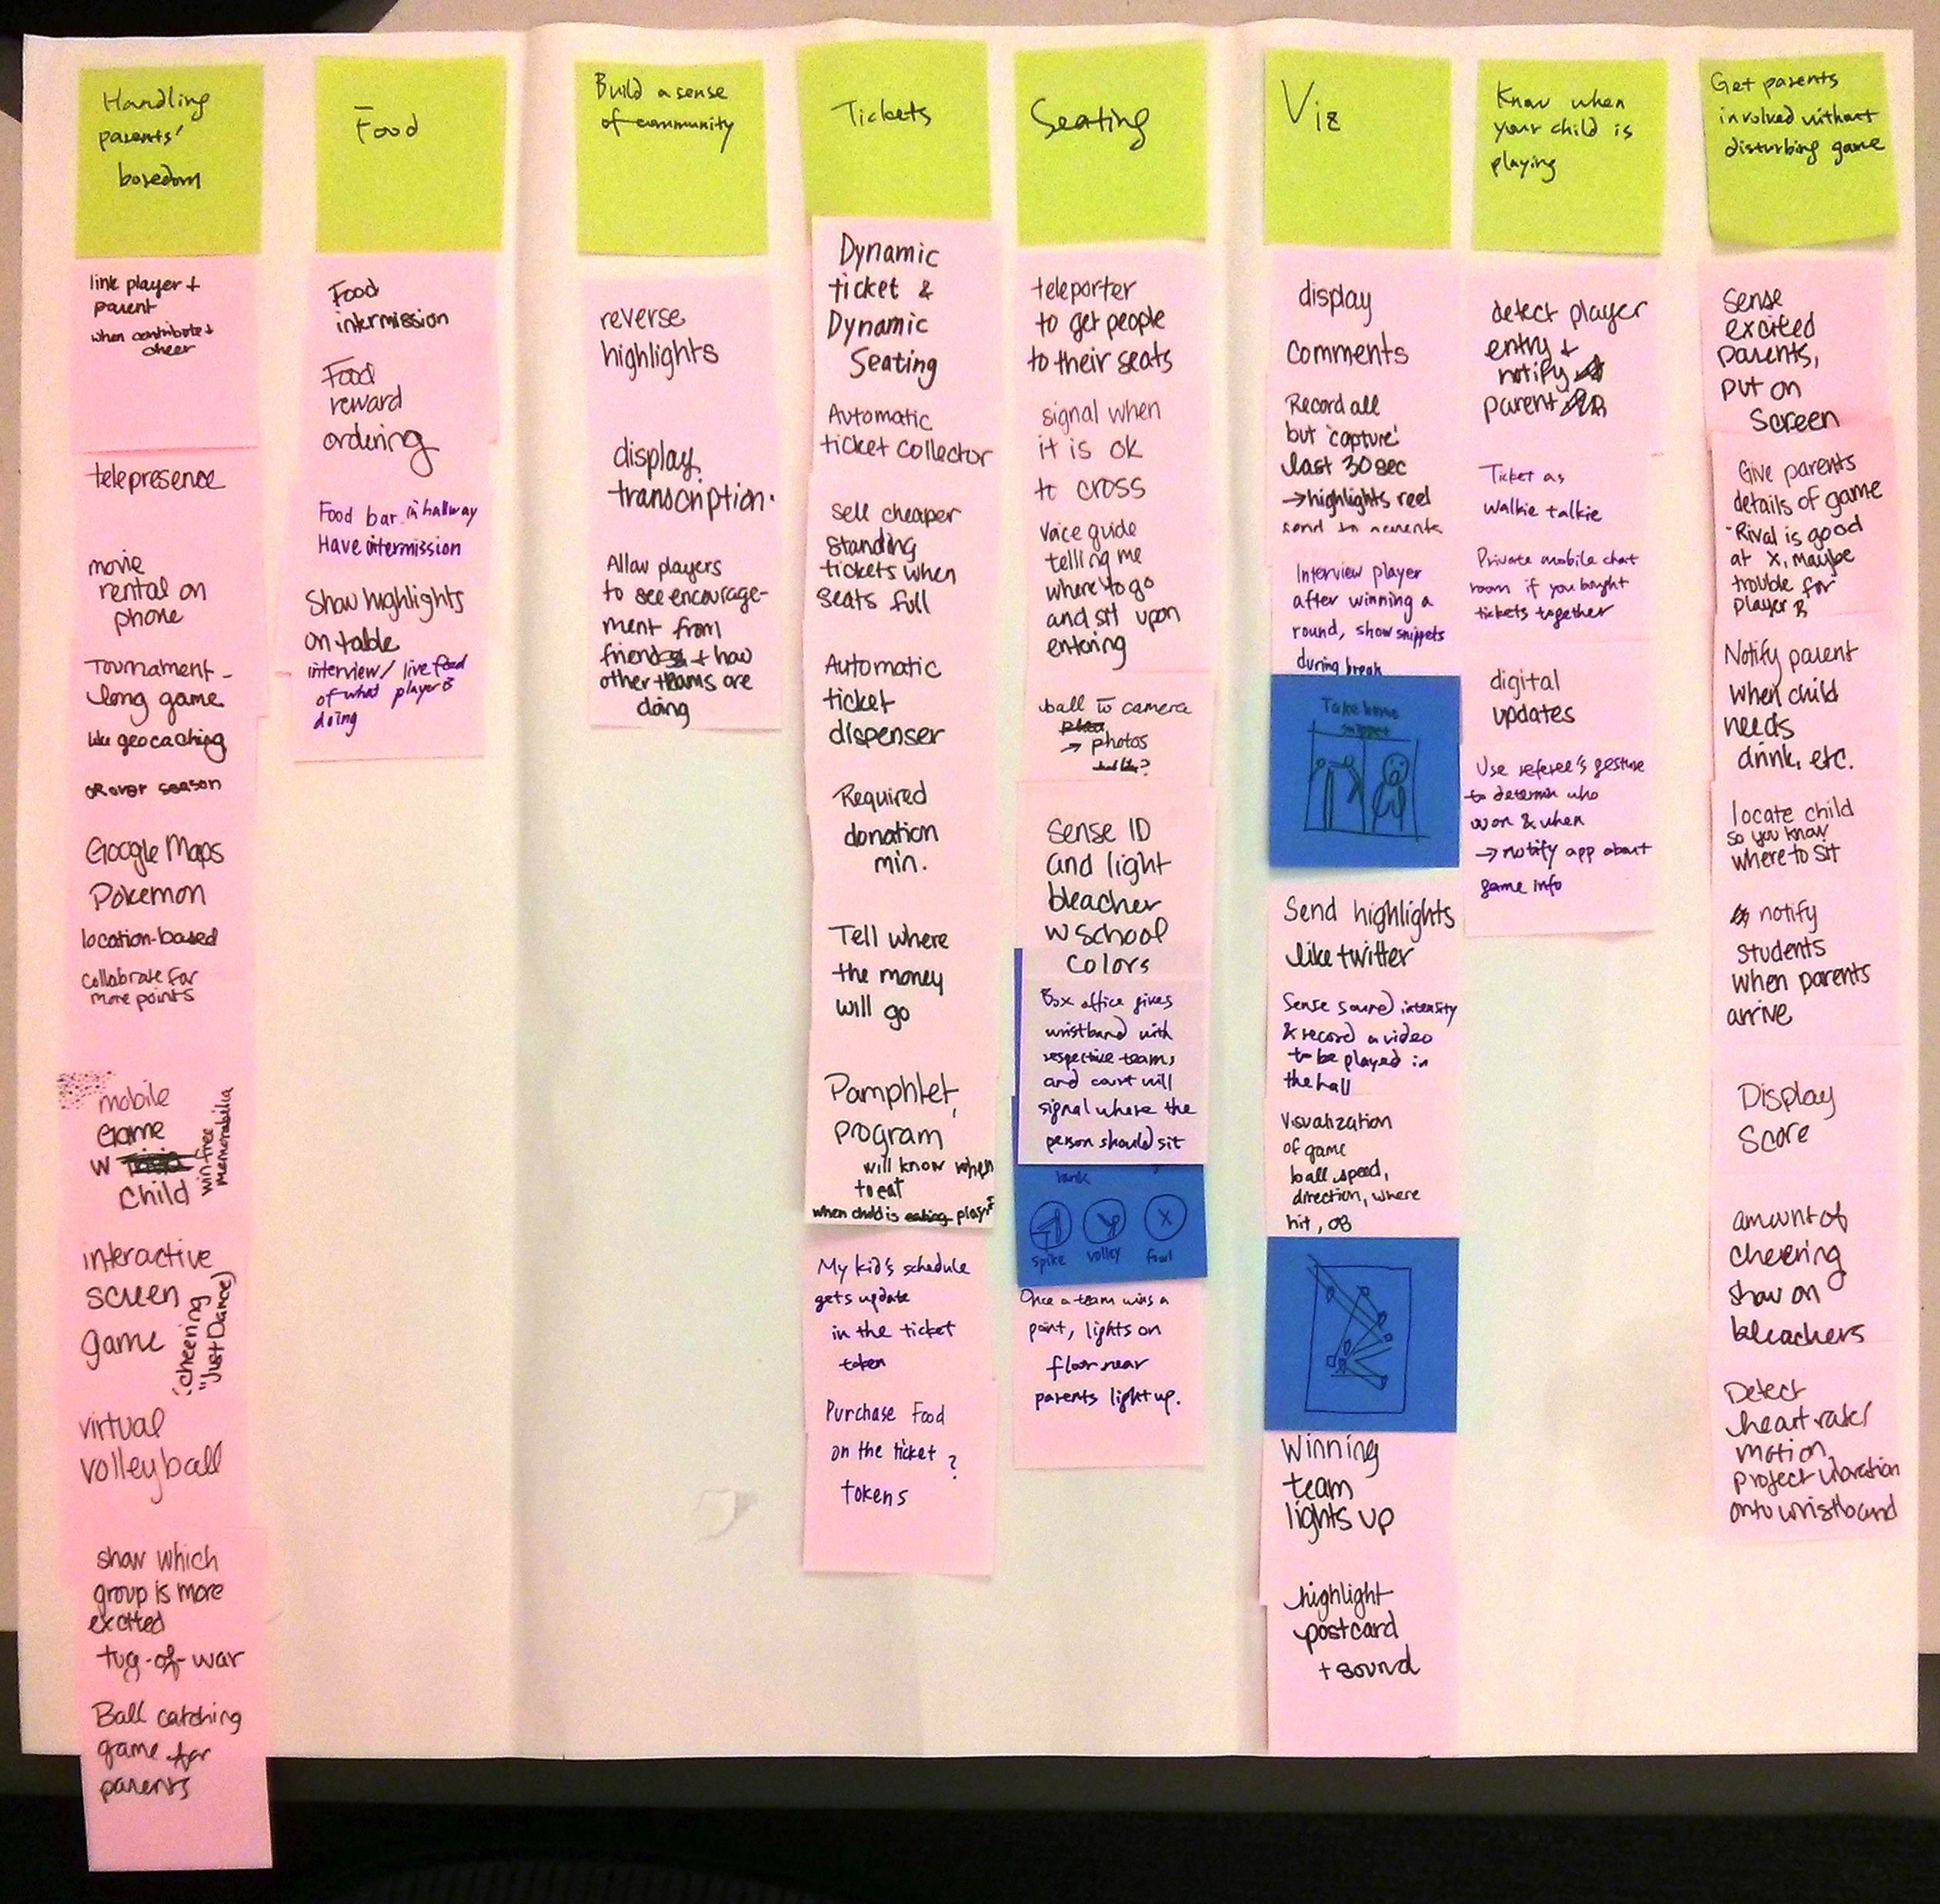 Handling
parents'
boredom
link player +
parent
when contribute +
cheer
telepresence
movie
rental on
phone
Tournament -
long game
like geocaching
or over season
Google Maps
Pokemon
location-based
collabrate for
more points
mobile
Game
w
child
win free
memorabilia
interactive
screen
game
(cheering
"Just Dance)
virtual
volleyball
show which
group is more
excited
tug-of-war
Ball catching
game for
parents
Food
Food
intermission
Food
reward
ordering
Food bar in hallway
Have intermission
Show highlights
on table
interview/ live feed
of what player is
doing
Build a sense
of community
reverse
highlights
display
transcription.
Allow players
to see encourage-
ment from
friends + how
other teams are
doing
Tickets
Dynamic
ticket &
Dynamic
Seating
Automatic
ticket collector
sell cheaper
standing
tickets when
seats full
Automatic
ticket
dispenser
Required
donation
min.
Tell where
the money
will go
Pamphlet,
program
will know when
to eat
when child is eating plays
My kid's schedule
gets update
in the ticket
token
Purchase Food
on the ticket ?
tokens
Seating
teleporter
to get people
to their seats
signal when
it is ok
to cross
Voice guide
telling me
where to go
and sit upon
entering
ball to camera
→ photos
Sense ID
and light
bleacher
w school
colors
Box office gives
wristband with
respective teams
and court will
signal where the
person should sit
spike
volley
foul
Once a team wins a
point, lights on
floor near
parents light up.
Viz
display
comments
Record all
but 'capture'
last 30 sec
→ highlights reel
Interview player
after winning a
round, show snippets
during break
Take home
snippet
Send highlights
like twitter
Sense sound intensity
& record a video
to be played in
the hall
Visualization
of game
ball speed,
direction, where
hit, OB
Winning
team
lights up
highlight
postcard
+ sound
Know when
your child is
playing
detect player
entry +
notify
parent
Ticket as
walkie talkie
Private mobile chat
room if you bought
tickets together
digital
updates
Use referee's gesture
to determin who
won & when
→ notify app about
game info
Get parents
involved without
disturbing game
Sense
excited
parents,
put on
screen
Give parents
details of game
"Rival is good
at X, maybe
trouble for
player B
Notify parent
when child
needs
drink, etc.
locate child
so you know
where to sit
notify
students
when parents
arrive
Display
Score
amount of
cheering
show on
bleachers
Detect
heart rate/
motion
project vibration
onto wristband